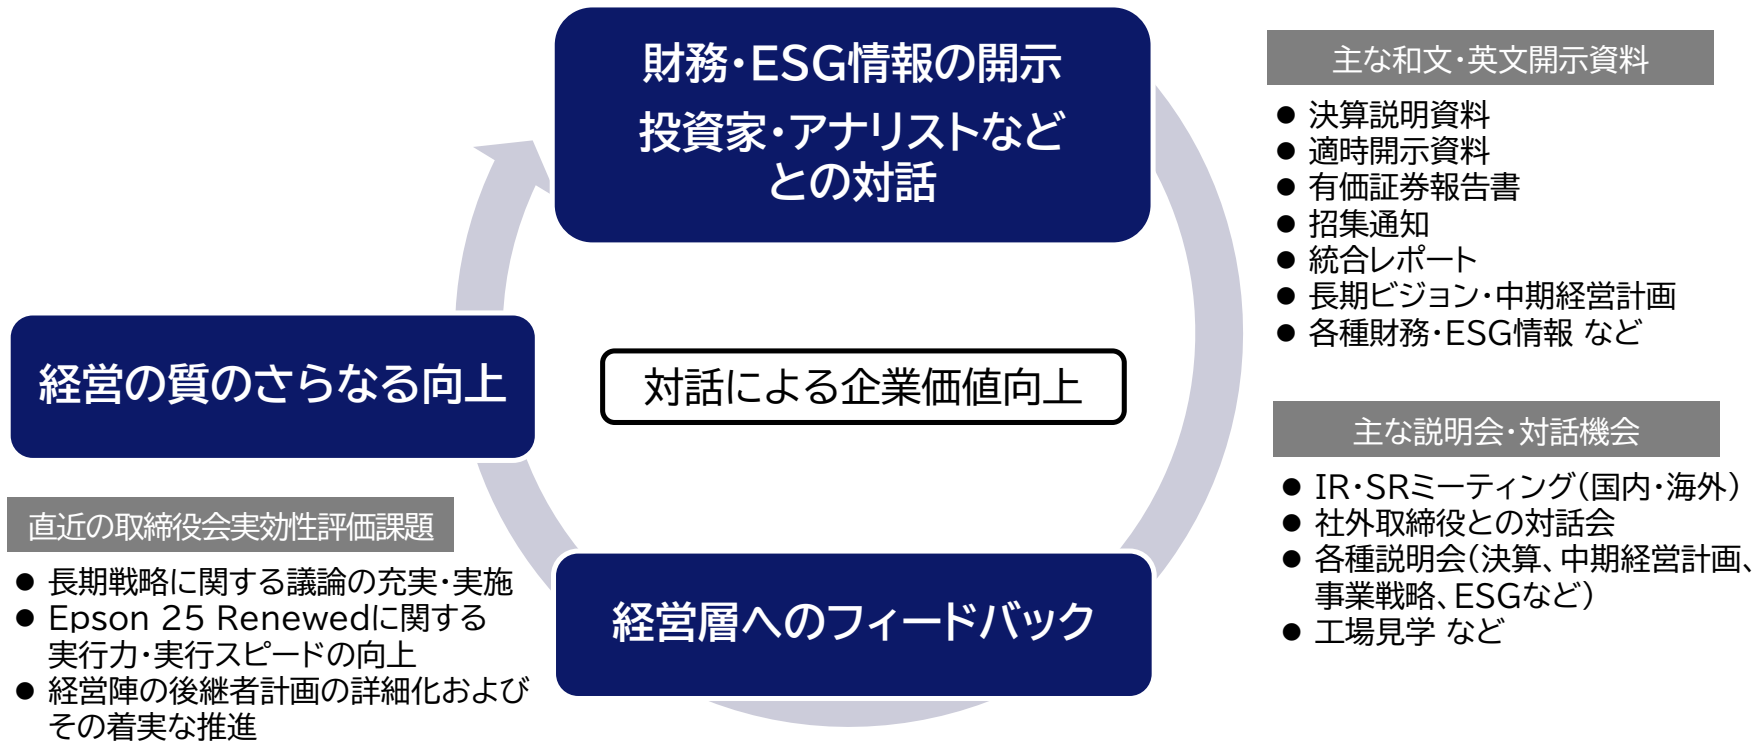 財務・ESG情報の開示
投資家・アナリストなど
との対話
経営の質のさらなる向上
対話による企業価値向上
経営層へのフィードバック
主な和文・英文開示資料
● 決算説明資料
● 適時開示資料
● 有価証券報告書
● 招集通知
● 統合レポート
● 長期ビジョン・中期経営計画
● 各種財務・ESG情報 など
主な説明会・対話機会
● IR・SRミーティング(国内・海外)
● 社外取締役との対話会
● 各種説明会(決算、中期経営計画、
事業戦略、ESGなど)
● 工場見学 など
直近の取締役会実効性評価課題
● 長期戦略に関する議論の充実・実施
● Epson 25 Renewedに関する
実行力・実行スピードの向上
● 経営陣の後継者計画の詳細化および
その着実な推進